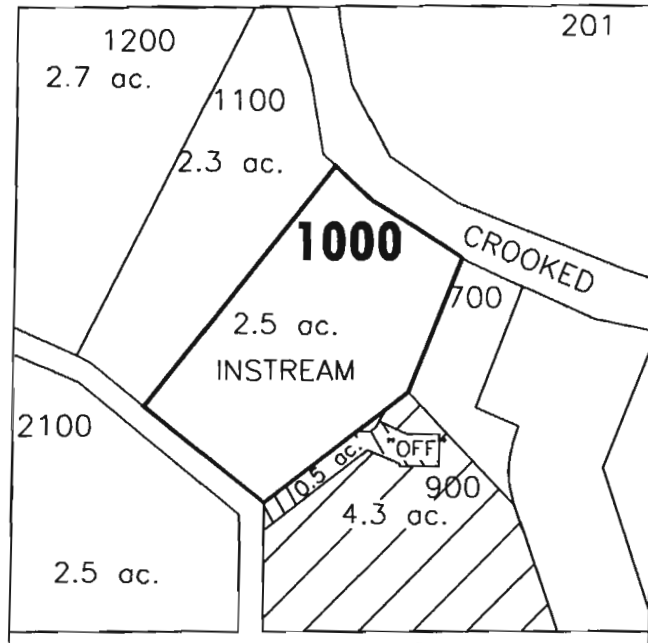 201
1200
2.7 ac.
1100
2.3 ac.
1000
CROOKED
700
2.5 ac.
INSTREAM
2100
"OFF"
0.5 ac.
900
4.3 ac.
2.5 ac.